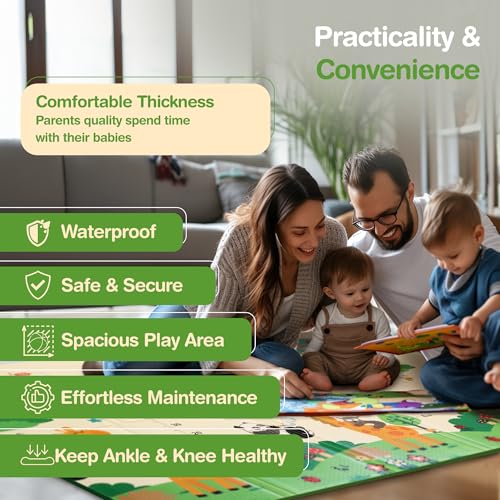 Practicality &
Convenience
Comfortable Thickness
Parents quality spend time
with their babies
Waterproof
Safe & Secure
Spacious Play Area
Effortless Maintenance
Keep Ankle & Knee Healthy